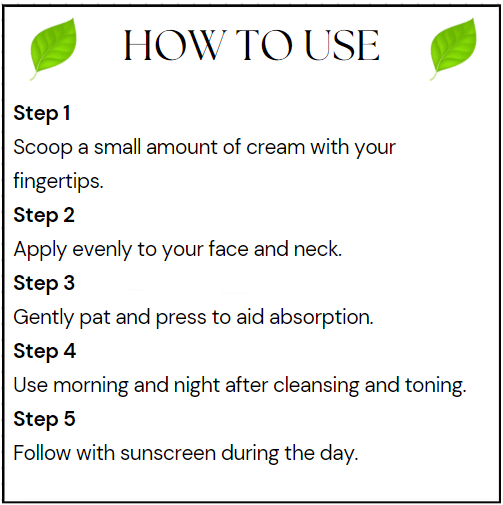 HOW TO USE
Step 1
Scoop a small amount of cream with your
fingertips.
Step 2
Apply evenly to your face and neck.
Step 3
Gently pat and press to aid absorption.
Step 4
Use morning and night after cleansing and toning.
Step 5
Follow with sunscreen during the day.